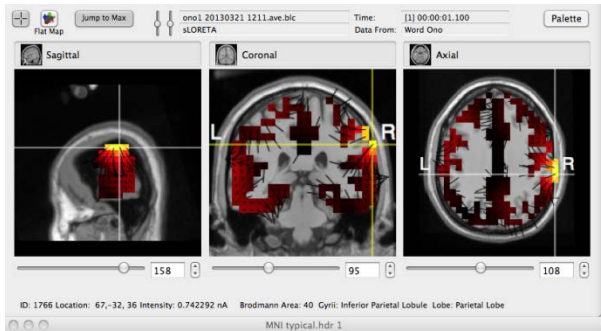 Jump to Max
Flat Map
ono1 20130321 1211.ave.blc
sLORETA
Time:
[1] 00:00:01.100
Data From:
Word Ono
Palette
Sagittal
Coronal
Axial
L
R
L
R
158
95
108
ID: 1766 Location: 67,-32, 36 Intensity: 0.742292 nA Brodmann Area: 40 Gyrii: Inferior Parietal Lobule Lobe: Parietal Lobe
MNI typical.hdr 1